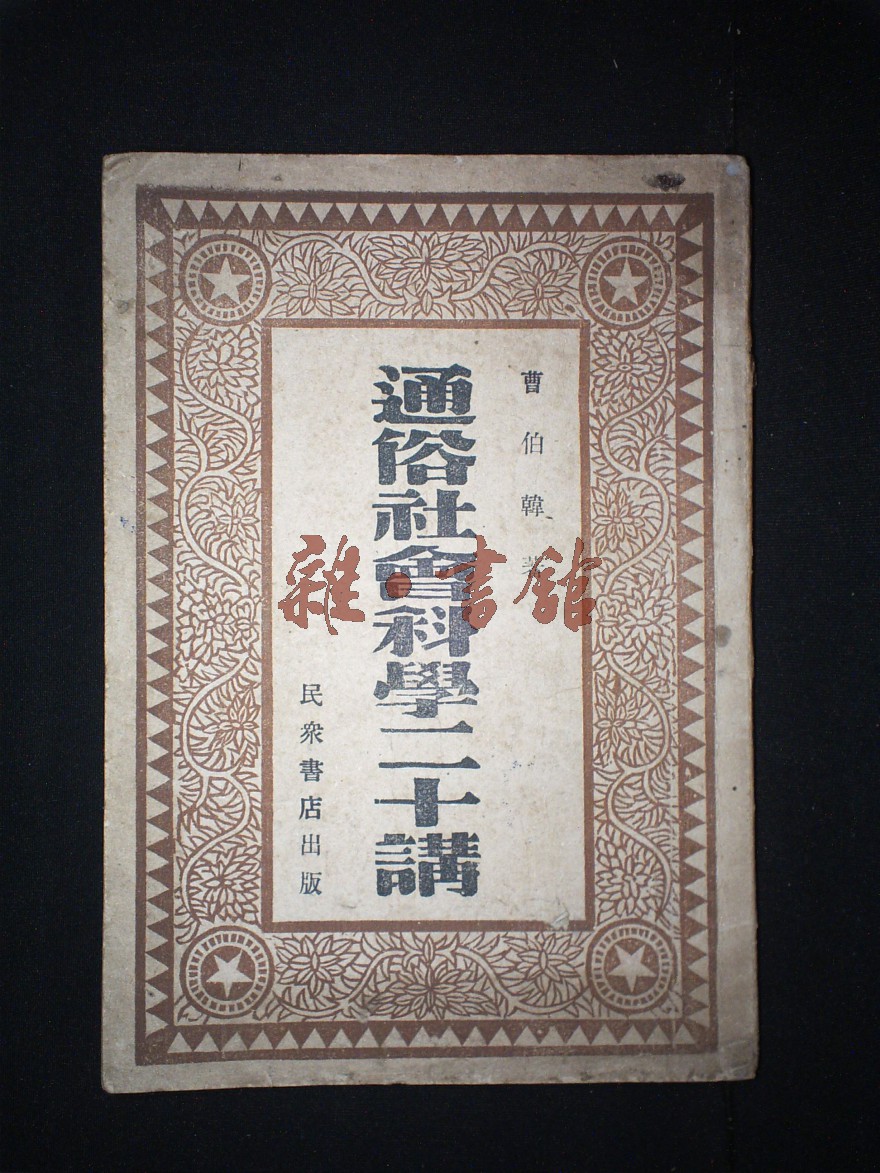 曹伯韓著
通俗社會科學二十講
民衆書店出版
雜·書館